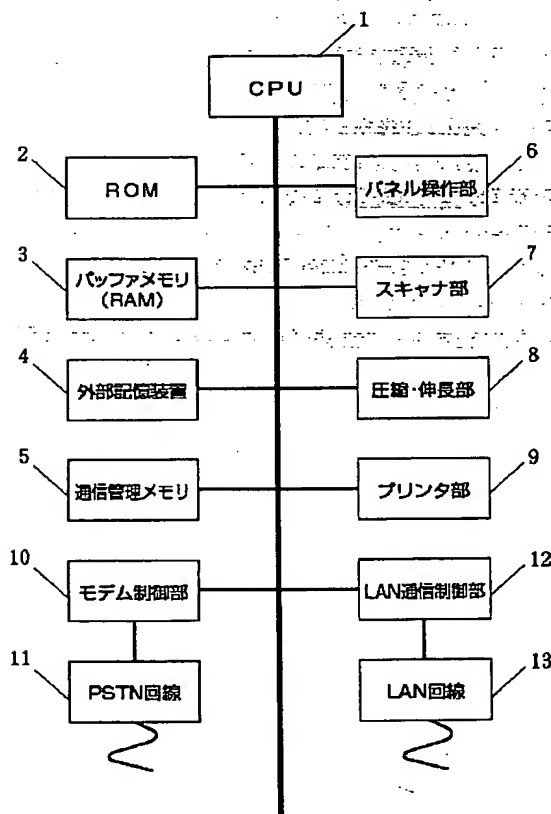 1
CPU
2
ROM
6
パネル操作部
3
バッファメモリ
(RAM)
7
スキャナ部
4
外部記憶装置
8
圧縮・伸長部
5
通信管理メモリ
9
プリンタ部
10
モデム制御部
12
LAN通信制御部
11
PSTN回線
13
LAN回線